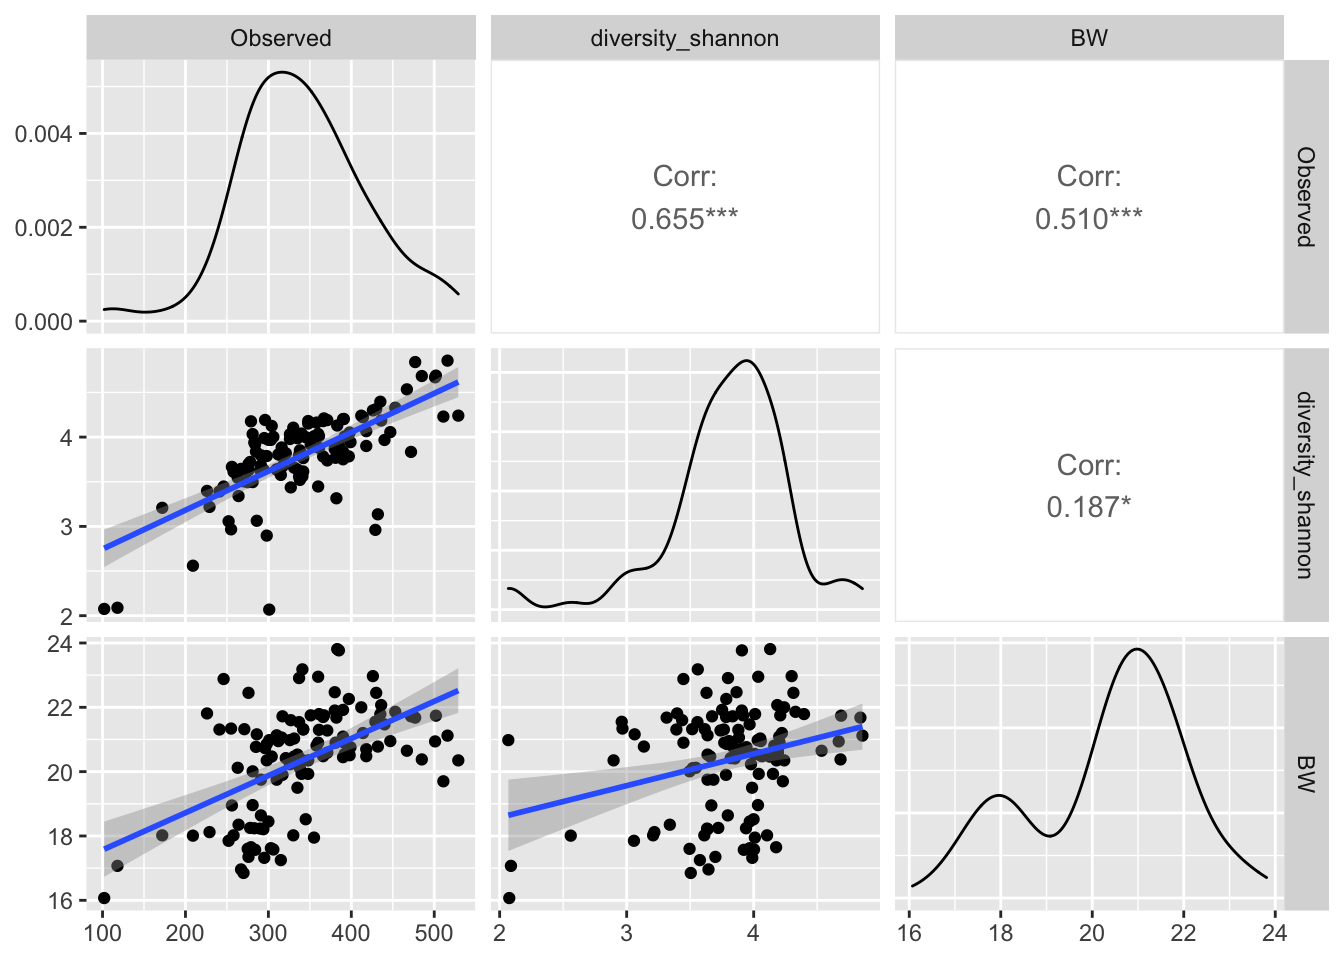 Observed
diversity_shannon
BW
0.004
0.002
0.000
Corr:
0.655***
Corr:
0.510***
Observed
4
3
2
Corr:
0.187*
diversity_shannon
24
22
20
18
16
BW
100 200 300 400 500
2 3 4
16 18 20 22 24